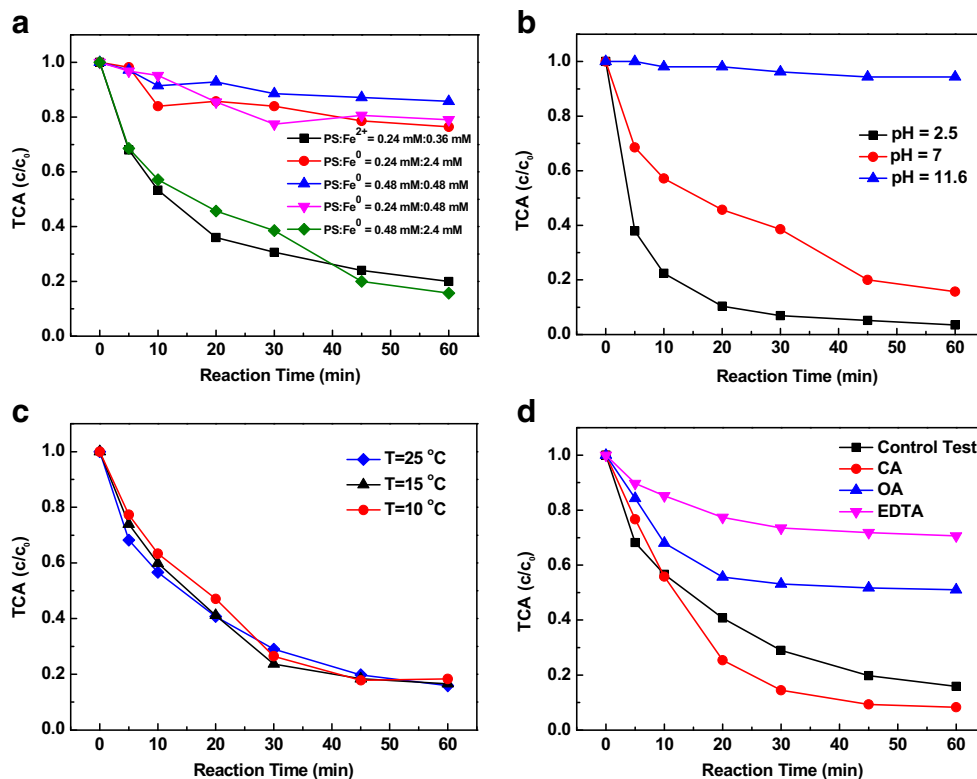 a
TCA (c/c₀)
1.0
0.8
0.6
0.4
0.2
0.0
PS:Fe²⁺ = 0.24 mM:0.36 mM
PS:Fe⁰ = 0.24 mM:2.4 mM
PS:Fe⁰ = 0.48 mM:0.48 mM
PS:Fe⁰ = 0.24 mM:0.48 mM
PS:Fe⁰ = 0.48 mM:2.4 mM
0 10 20 30 40 50 60
Reaction Time (min)
b
TCA (c/c₀)
1.0
0.8
0.6
0.4
0.2
0.0
pH = 2.5
pH = 7
pH = 11.6
0 10 20 30 40 50 60
Reaction Time (min)
c
TCA (c/c₀)
1.0
0.8
0.6
0.4
0.2
0.0
T=25 °C
T=15 °C
T=10 °C
0 10 20 30 40 50 60
Reaction Time (min)
d
TCA (c/c₀)
1.0
0.8
0.6
0.4
0.2
0.0
Control Test
CA
OA
EDTA
0 10 20 30 40 50 60
Reaction Time (min)